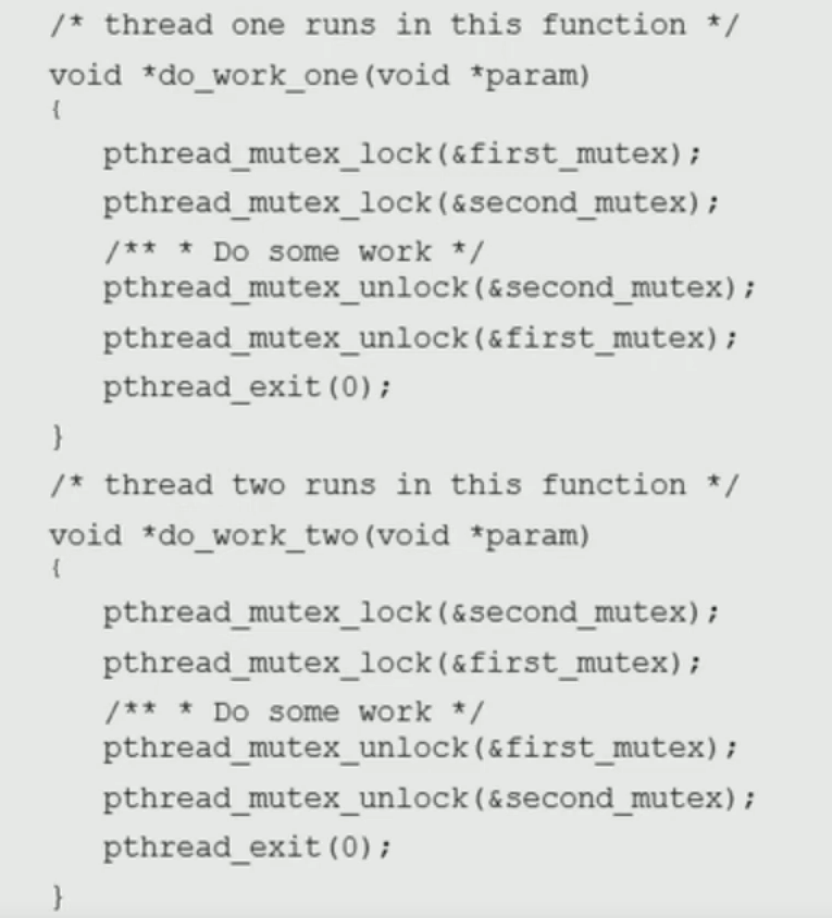 /* thread one runs in this function */
void *do_work_one(void *param)
{
pthread_mutex_lock(&first_mutex);
pthread_mutex_lock(&second_mutex);
/** * Do some work */
pthread_mutex_unlock(&second_mutex);
pthread_mutex_unlock(&first_mutex);
pthread_exit(0);
}
/* thread two runs in this function */
void *do_work_two(void *param)
{
pthread_mutex_lock(&second_mutex);
pthread_mutex_lock(&first_mutex);
/** * Do some work */
pthread_mutex_unlock(&first_mutex);
pthread_mutex_unlock(&second_mutex);
pthread_exit(0);
}